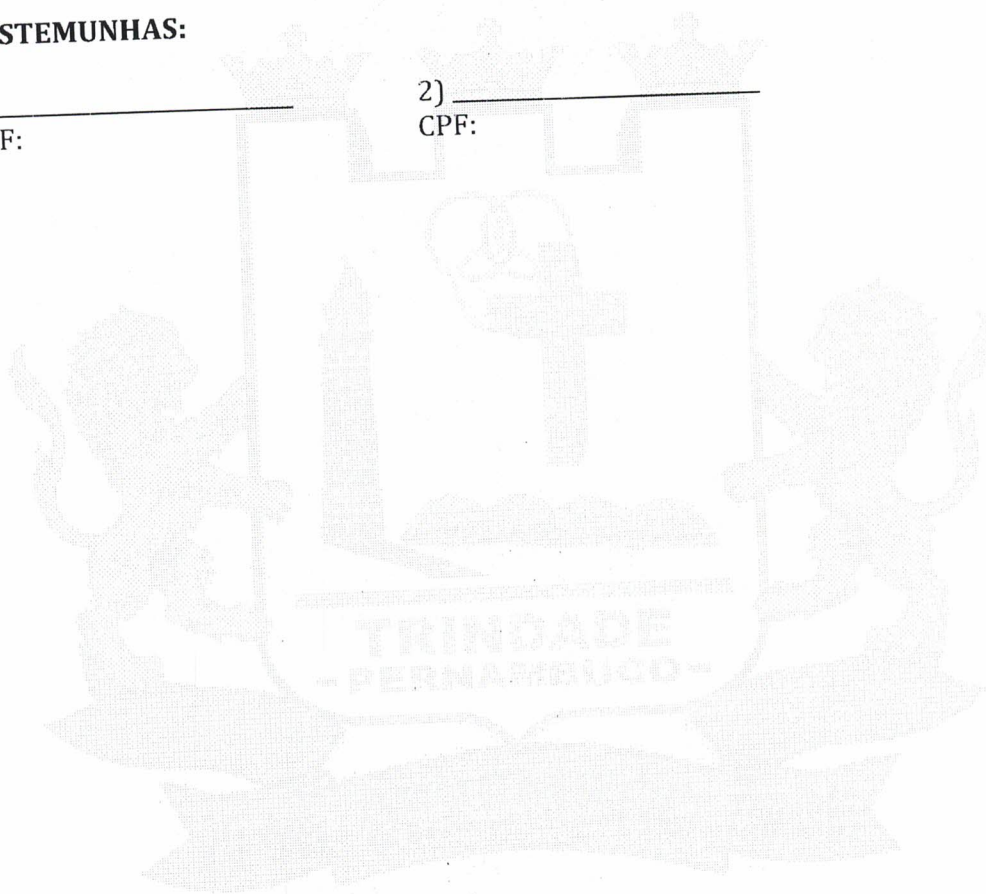 STEMUNHAS:
2)
F:
CPF:
TRINDADE
- PERNAMBUCO -